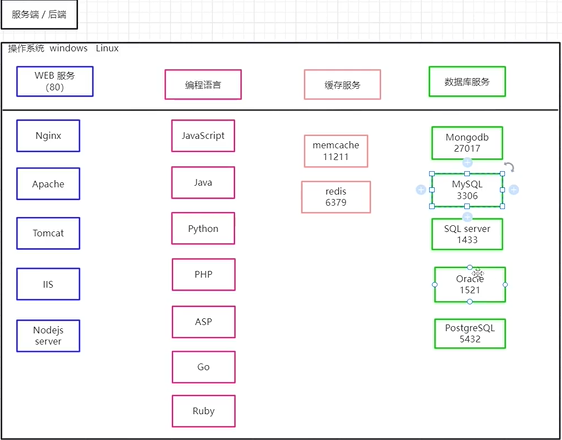 服务端 / 后端
操作系统 windows Linux
WEB 服务
（80）
编程语言
缓存服务
数据库服务
Nginx
Apache
Tomcat
IIS
Nodejs
server
JavaScript
Java
Python
PHP
ASP
Go
Ruby
memcache
11211
redis
6379
Mongodb
27017
MySQL
3306
SQL server
1433
Oracle
1521
PostgreSQL
5432